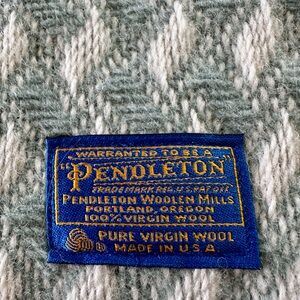 WARRANTED TO BE A
"PENDLETON"
TRADE MARK REG. U.S. PAT. OFF.
PENDLETON WOOLEN MILLS
PORTLAND, OREGON
100% VIRGIN WOOL
PURE VIRGIN WOOL
MADE IN U.S.A